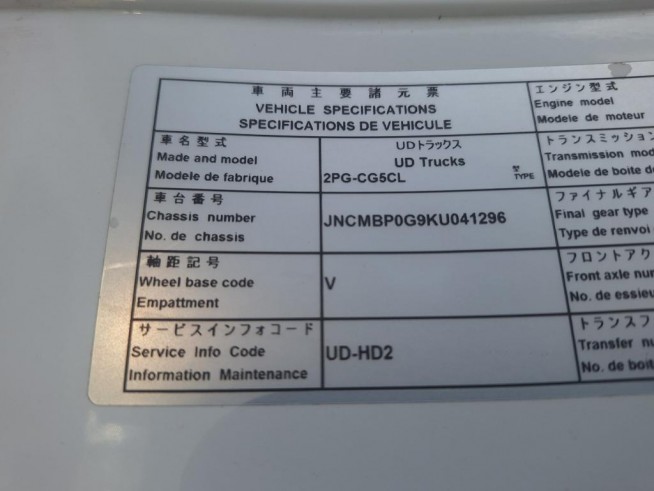 車両主要諸元票
VEHICLE SPECIFICATIONS
SPECIFICATIONS DE VEHICULE
車名型式
Made and model
Modele de fabrique
UDトラックス
UD Trucks
2PG-CG5CL
型
TYPE
車台番号
Chassis number
No. de chassis
JNCMBP0G9KU041296
軸距記号
Wheel base code
Empattment
V
サービスインフォコード
Service Info Code
Information Maintenance
UD-HD2
エンジン型式
Engine model
Modele de moteur
トランスミッション
Transmission mod
Modele de boite d
ファイナルギア
Final gear type
Type de renvoi
フロントアク
Front axle num
No. de essieu
トランスフ
Transfer nu
No. de boit